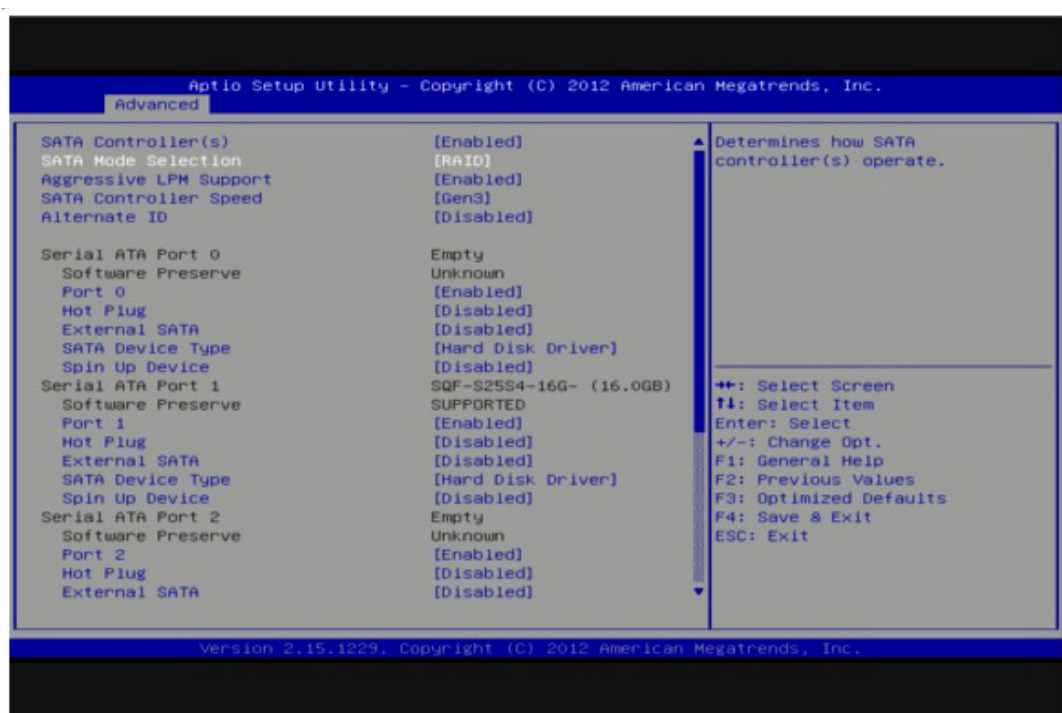 Aptio Setup Utility - Copyright (C) 2012 American Megatrends, Inc.
Advanced
SATA Controller(s) [Enabled]
SATA Mode Selection [RAID]
Aggressive LPM Support [Enabled]
SATA Controller Speed [Gen3]
Alternate ID [Disabled]
Serial ATA Port 0 Empty
Software Preserve Unknown
Port 0 [Enabled]
Hot Plug [Disabled]
External SATA [Disabled]
SATA Device Type [Hard Disk Driver]
Spin Up Device [Disabled]
Serial ATA Port 1 SQF-S25S4-16G- (16.0GB)
Software Preserve SUPPORTED
Port 1 [Enabled]
Hot Plug [Disabled]
External SATA [Disabled]
SATA Device Type [Hard Disk Driver]
Spin Up Device [Disabled]
Serial ATA Port 2 Empty
Software Preserve Unknown
Port 2 [Enabled]
Hot Plug [Disabled]
External SATA [Disabled]
Determines how SATA
controller(s) operate.
→←: Select Screen
↑↓: Select Item
Enter: Select
+/-: Change Opt.
F1: General Help
F2: Previous Values
F3: Optimized Defaults
F4: Save & Exit
ESC: Exit
Version 2.15.1229. Copyright (C) 2012 American Megatrends, Inc.